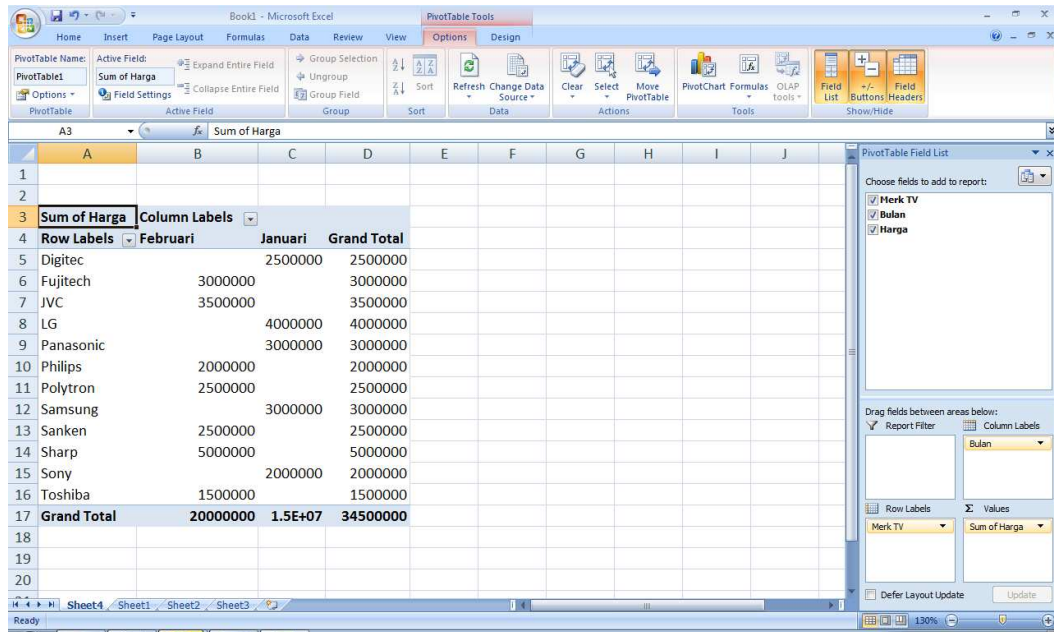 Book1 - Microsoft Excel
PivotTable Tools
Home Insert Page Layout Formulas Data Review View Options Design
PivotTable Name:
PivotTable1
Options
PivotTable
Active Field:
Sum of Harga
Field Settings
Expand Entire Field
Collapse Entire Field
Active Field
Group Selection
Ungroup
Group Field
Group
Sort
Sort
Refresh
Change Data Source
Data
Clear
Select
Move PivotTable
Actions
PivotChart
Formulas
OLAP tools
Tools
Field List
+/- Buttons
Field Headers
Show/Hide
A3 fx Sum of Harga
A B C D E F G H I J
1
2
3 Sum of Harga Column Labels
4 Row Labels Februari Januari Grand Total
5 Digitec 2500000 2500000
6 Fujitech 3000000 3000000
7 JVC 3500000 3500000
8 LG 4000000 4000000
9 Panasonic 3000000 3000000
10 Philips 2000000 2000000
11 Polytron 2500000 2500000
12 Samsung 3000000 3000000
13 Sanken 2500000 2500000
14 Sharp 5000000 5000000
15 Sony 2000000 2000000
16 Toshiba 1500000 1500000
17 Grand Total 20000000 1.5E+07 34500000
18
19
20
Sheet4 Sheet1 Sheet2 Sheet3
Ready
130%
PivotTable Field List
Choose fields to add to report:
Merk TV
Bulan
Harga
Drag fields between areas below:
Report Filter
Column Labels
Bulan
Row Labels
Σ Values
Merk TV
Sum of Harga
Defer Layout Update
Update